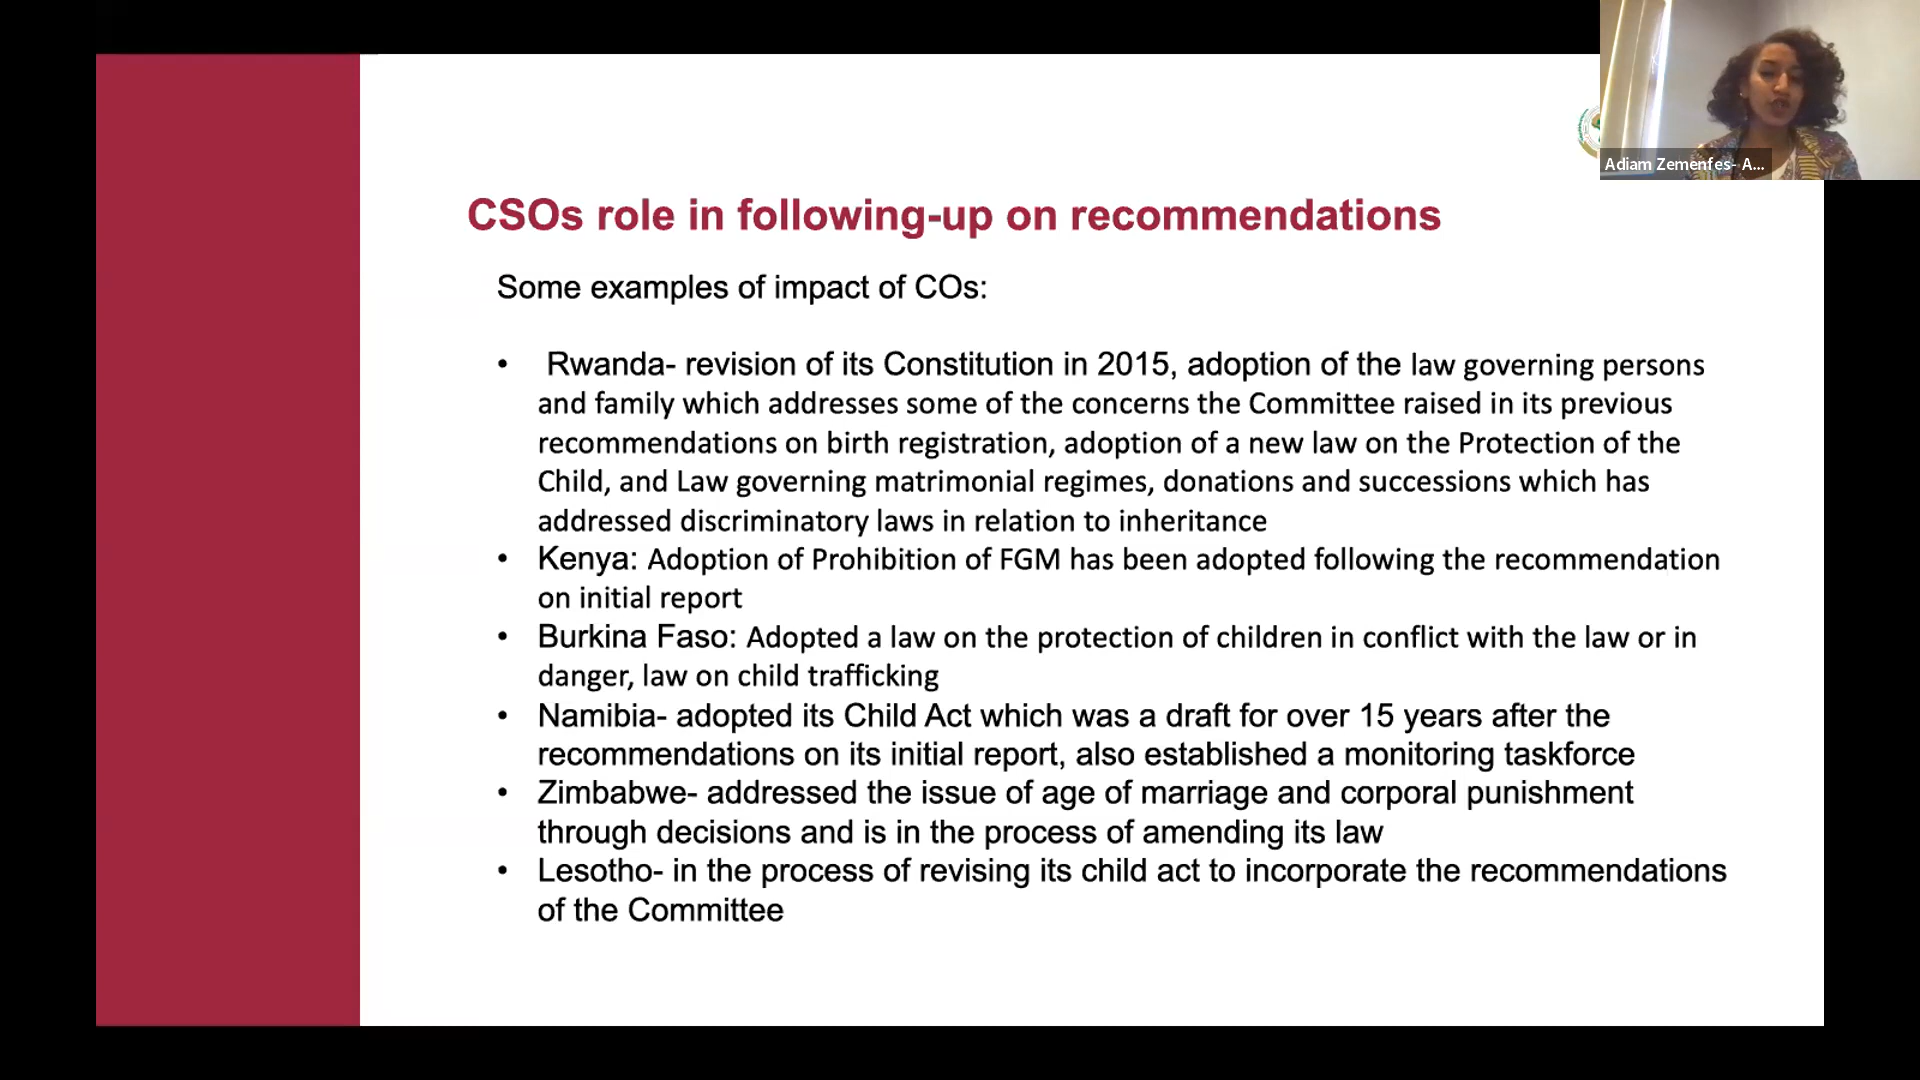 Adiam Zemenfes- A...
CSOs role in following-up on recommendations
Some examples of impact of COs:
• Rwanda- revision of its Constitution in 2015, adoption of the law governing persons
and family which addresses some of the concerns the Committee raised in its previous
recommendations on birth registration, adoption of a new law on the Protection of the
Child, and Law governing matrimonial regimes, donations and successions which has
addressed discriminatory laws in relation to inheritance
• Kenya: Adoption of Prohibition of FGM has been adopted following the recommendation
on initial report
• Burkina Faso: Adopted a law on the protection of children in conflict with the law or in
danger, law on child trafficking
• Namibia- adopted its Child Act which was a draft for over 15 years after the
recommendations on its initial report, also established a monitoring taskforce
• Zimbabwe- addressed the issue of age of marriage and corporal punishment
through decisions and is in the process of amending its law
• Lesotho- in the process of revising its child act to incorporate the recommendations
of the Committee